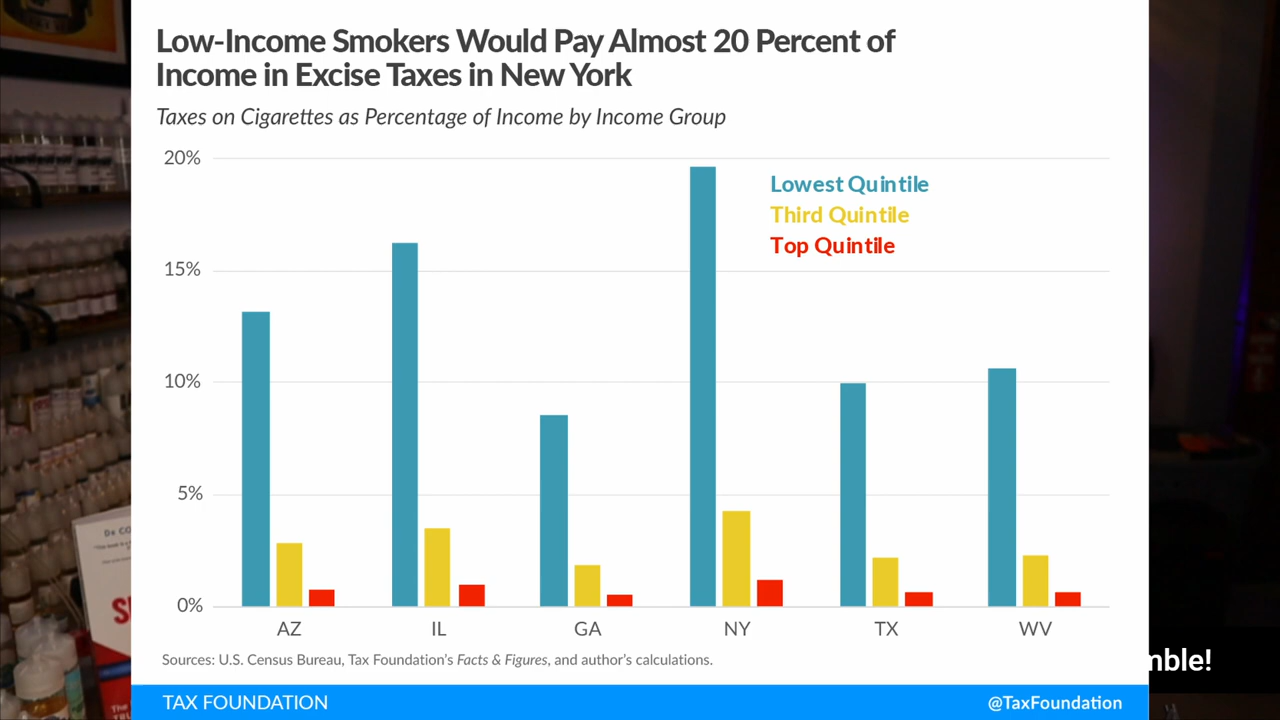 Low-Income Smokers Would Pay Almost 20 Percent of
Income in Excise Taxes in New York
Taxes on Cigarettes as Percentage of Income by Income Group
20%
15%
10%
5%
0%
Lowest Quintile
Third Quintile
Top Quintile
AZ
IL
GA
NY
TX
WV
Sources: U.S. Census Bureau, Tax Foundation's Facts & Figures, and author's calculations.
TAX FOUNDATION
@TaxFoundation
mble!